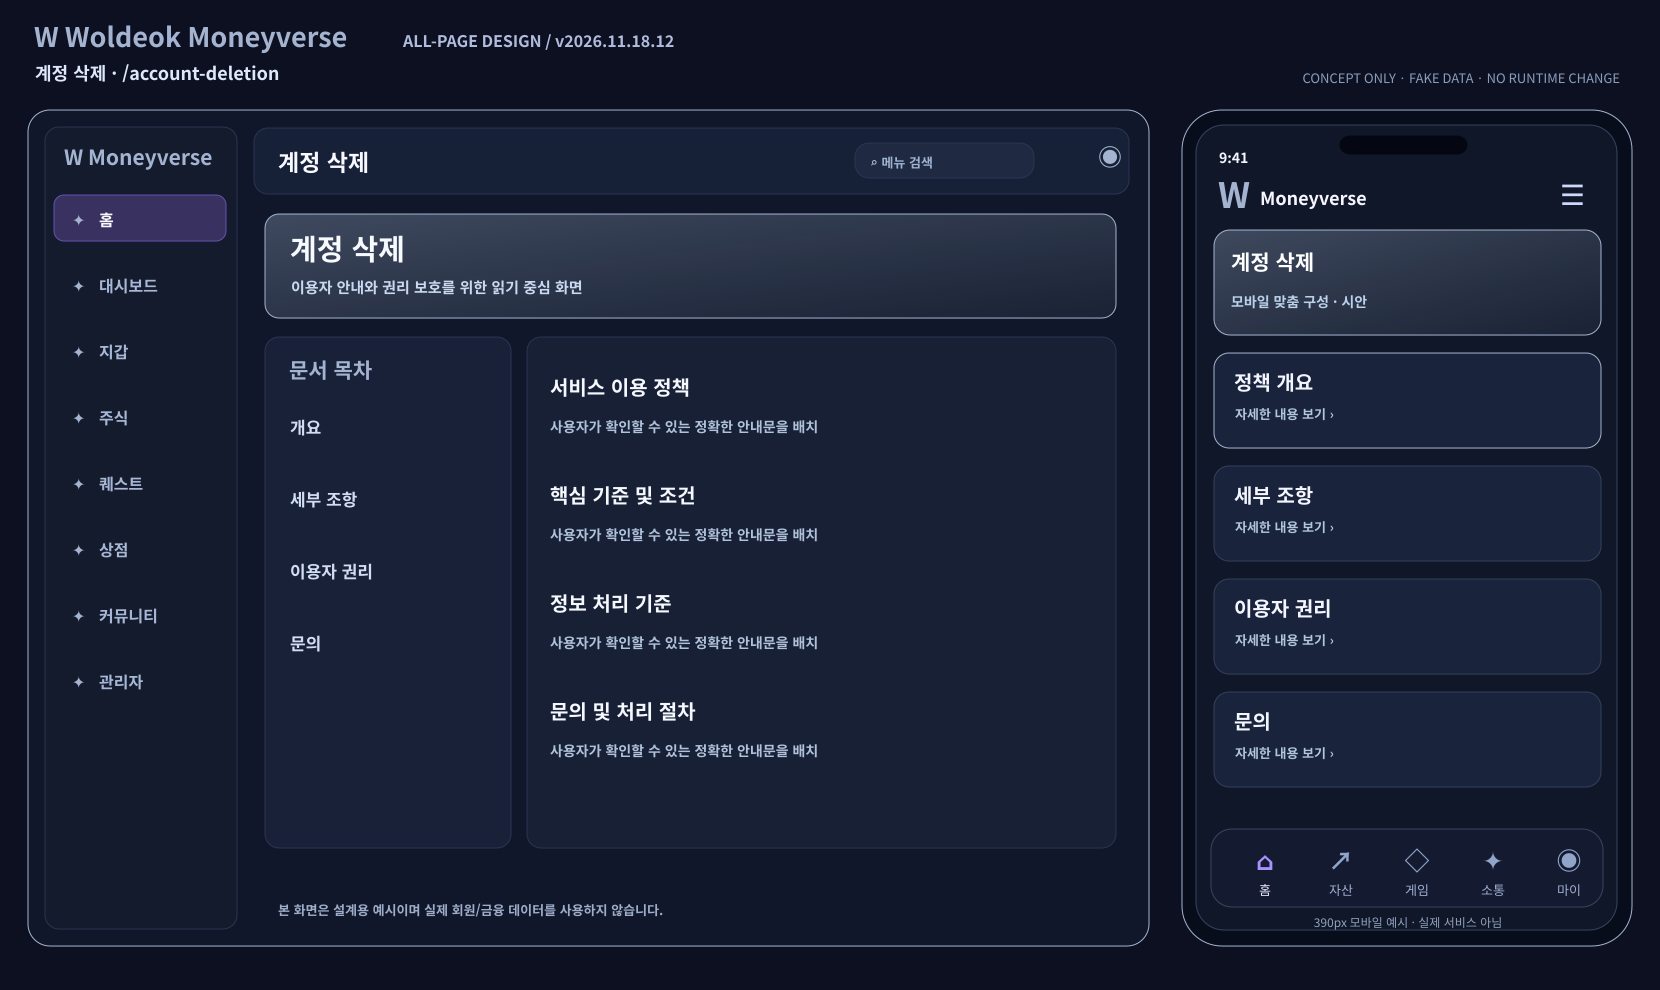 W Woldeok Moneyverse
ALL-PAGE DESIGN / v2026.11.18.12
계정 삭제 · /account-deletion
CONCEPT ONLY · FAKE DATA · NO RUNTIME CHANGE
W Moneyverse
홈
대시보드
지갑
주식
퀘스트
상점
커뮤니티
관리자
계정 삭제
메뉴 검색
계정 삭제
이용자 안내와 권리 보호를 위한 읽기 중심 화면
문서 목차
개요
세부 조항
이용자 권리
문의
서비스 이용 정책
사용자가 확인할 수 있는 정확한 안내문을 배치
핵심 기준 및 조건
사용자가 확인할 수 있는 정확한 안내문을 배치
정보 처리 기준
사용자가 확인할 수 있는 정확한 안내문을 배치
문의 및 처리 절차
사용자가 확인할 수 있는 정확한 안내문을 배치
본 화면은 설계용 예시이며 실제 회원/금융 데이터를 사용하지 않습니다.
9:41
W Moneyverse
계정 삭제
모바일 맞춤 구성 · 시안
정책 개요
자세한 내용 보기 ›
세부 조항
자세한 내용 보기 ›
이용자 권리
자세한 내용 보기 ›
문의
자세한 내용 보기 ›
홈
자산
게임
소통
마이
390px 모바일 예시 · 실제 서비스 아님